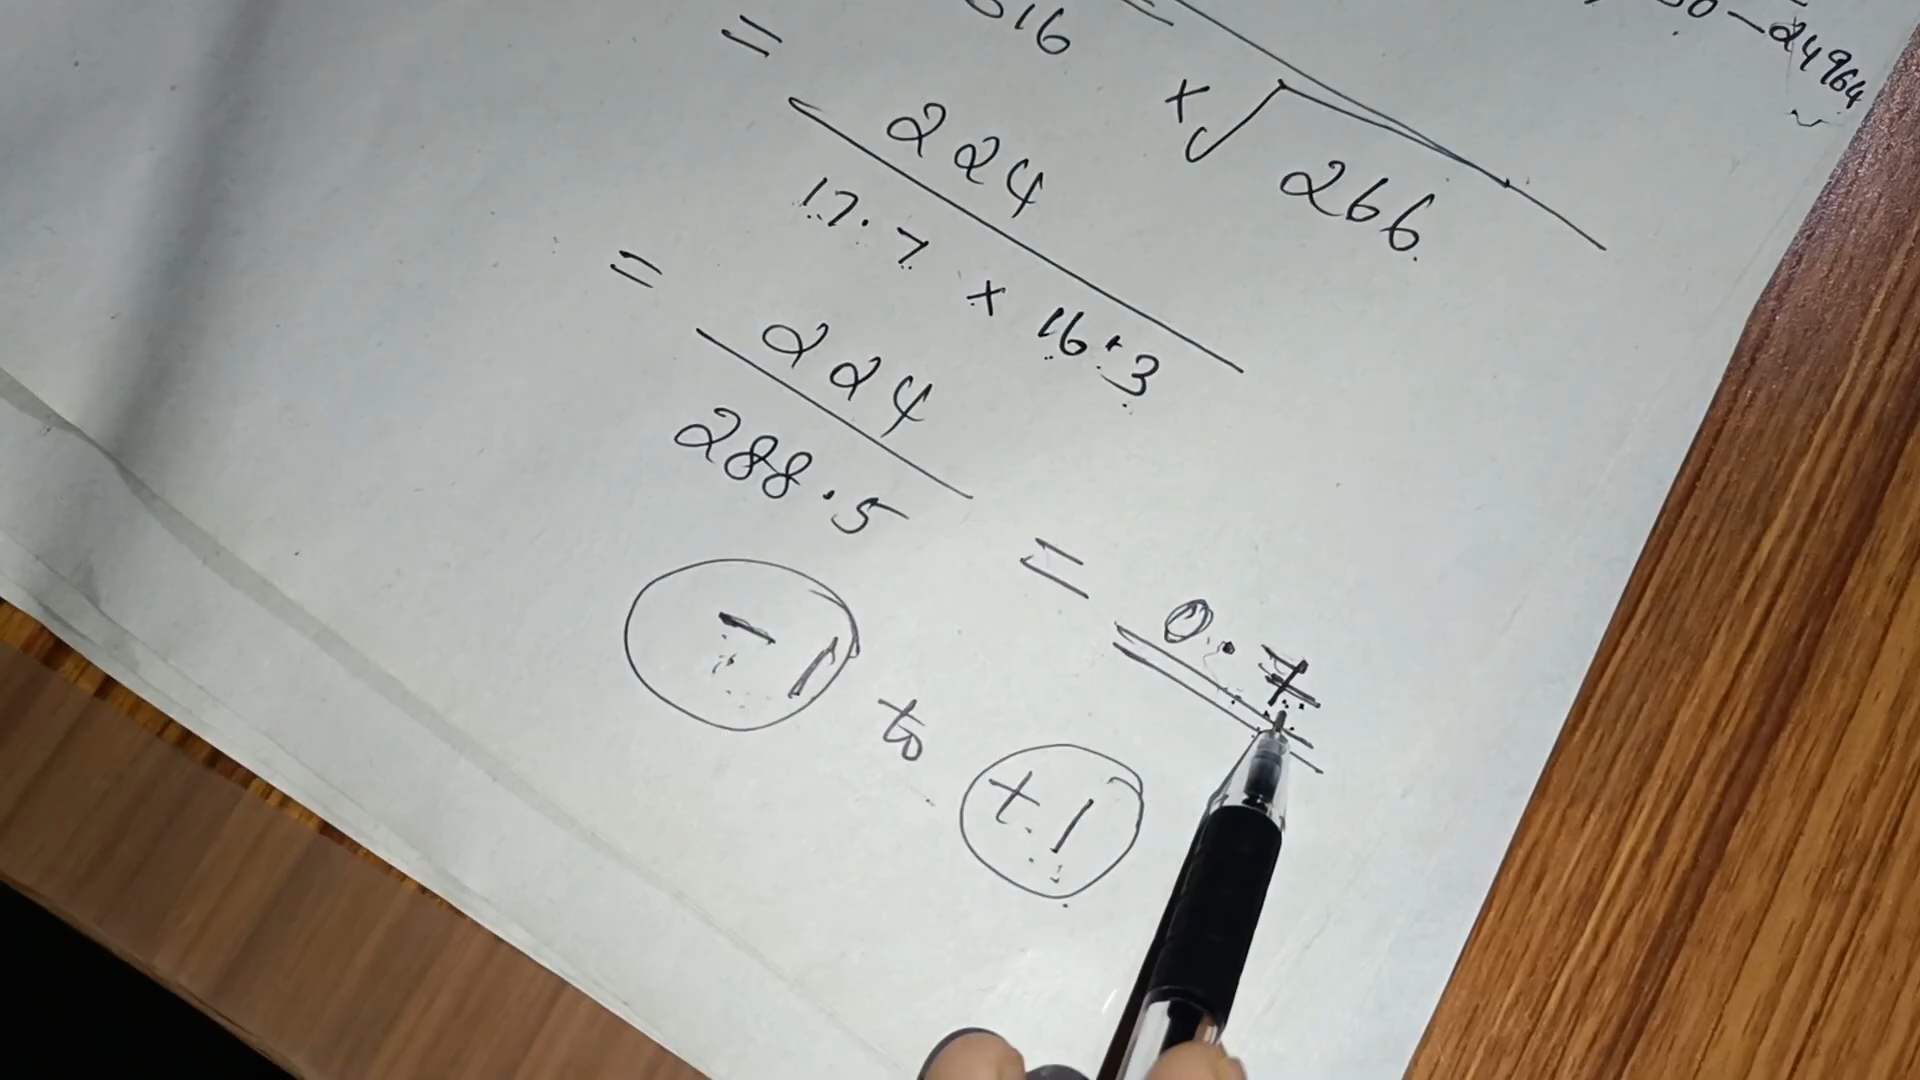 - 24964
= 316 × √266
= 224
17.7 × 16.3
= 224
288.5
= 0.7
-1 to +1